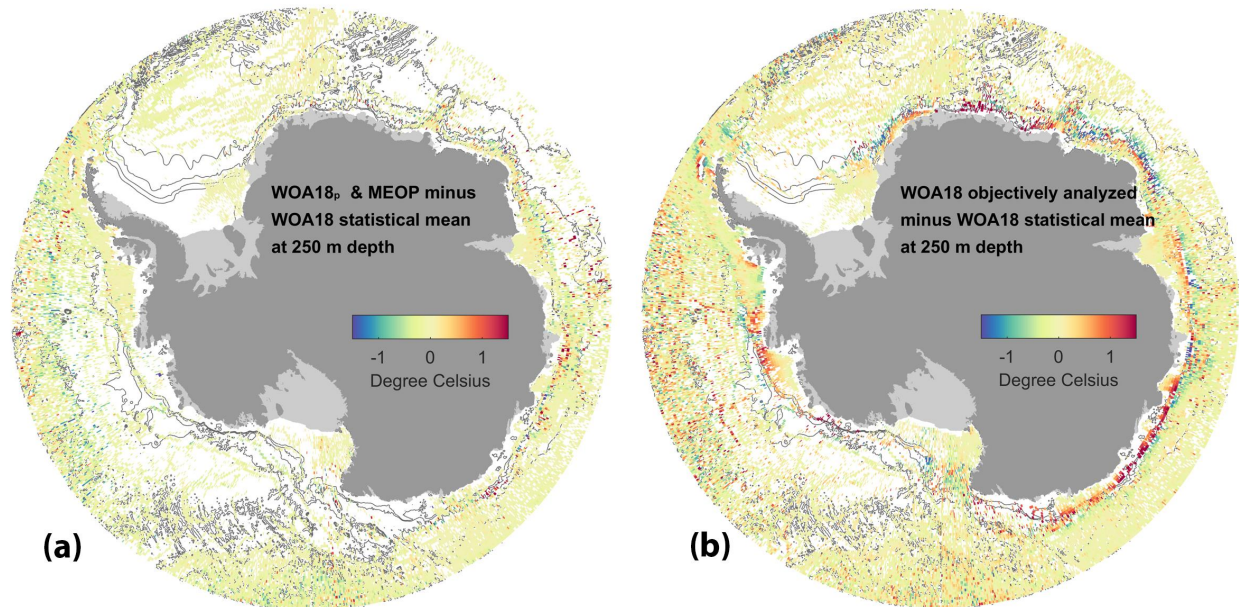 WOA18ₚ & MEOP minus
WOA18 statistical mean
at 250 m depth
-1 0 1
Degree Celsius
(a)
WOA18 objectively analyzed
minus WOA18 statistical mean
at 250 m depth
-1 0 1
Degree Celsius
(b)